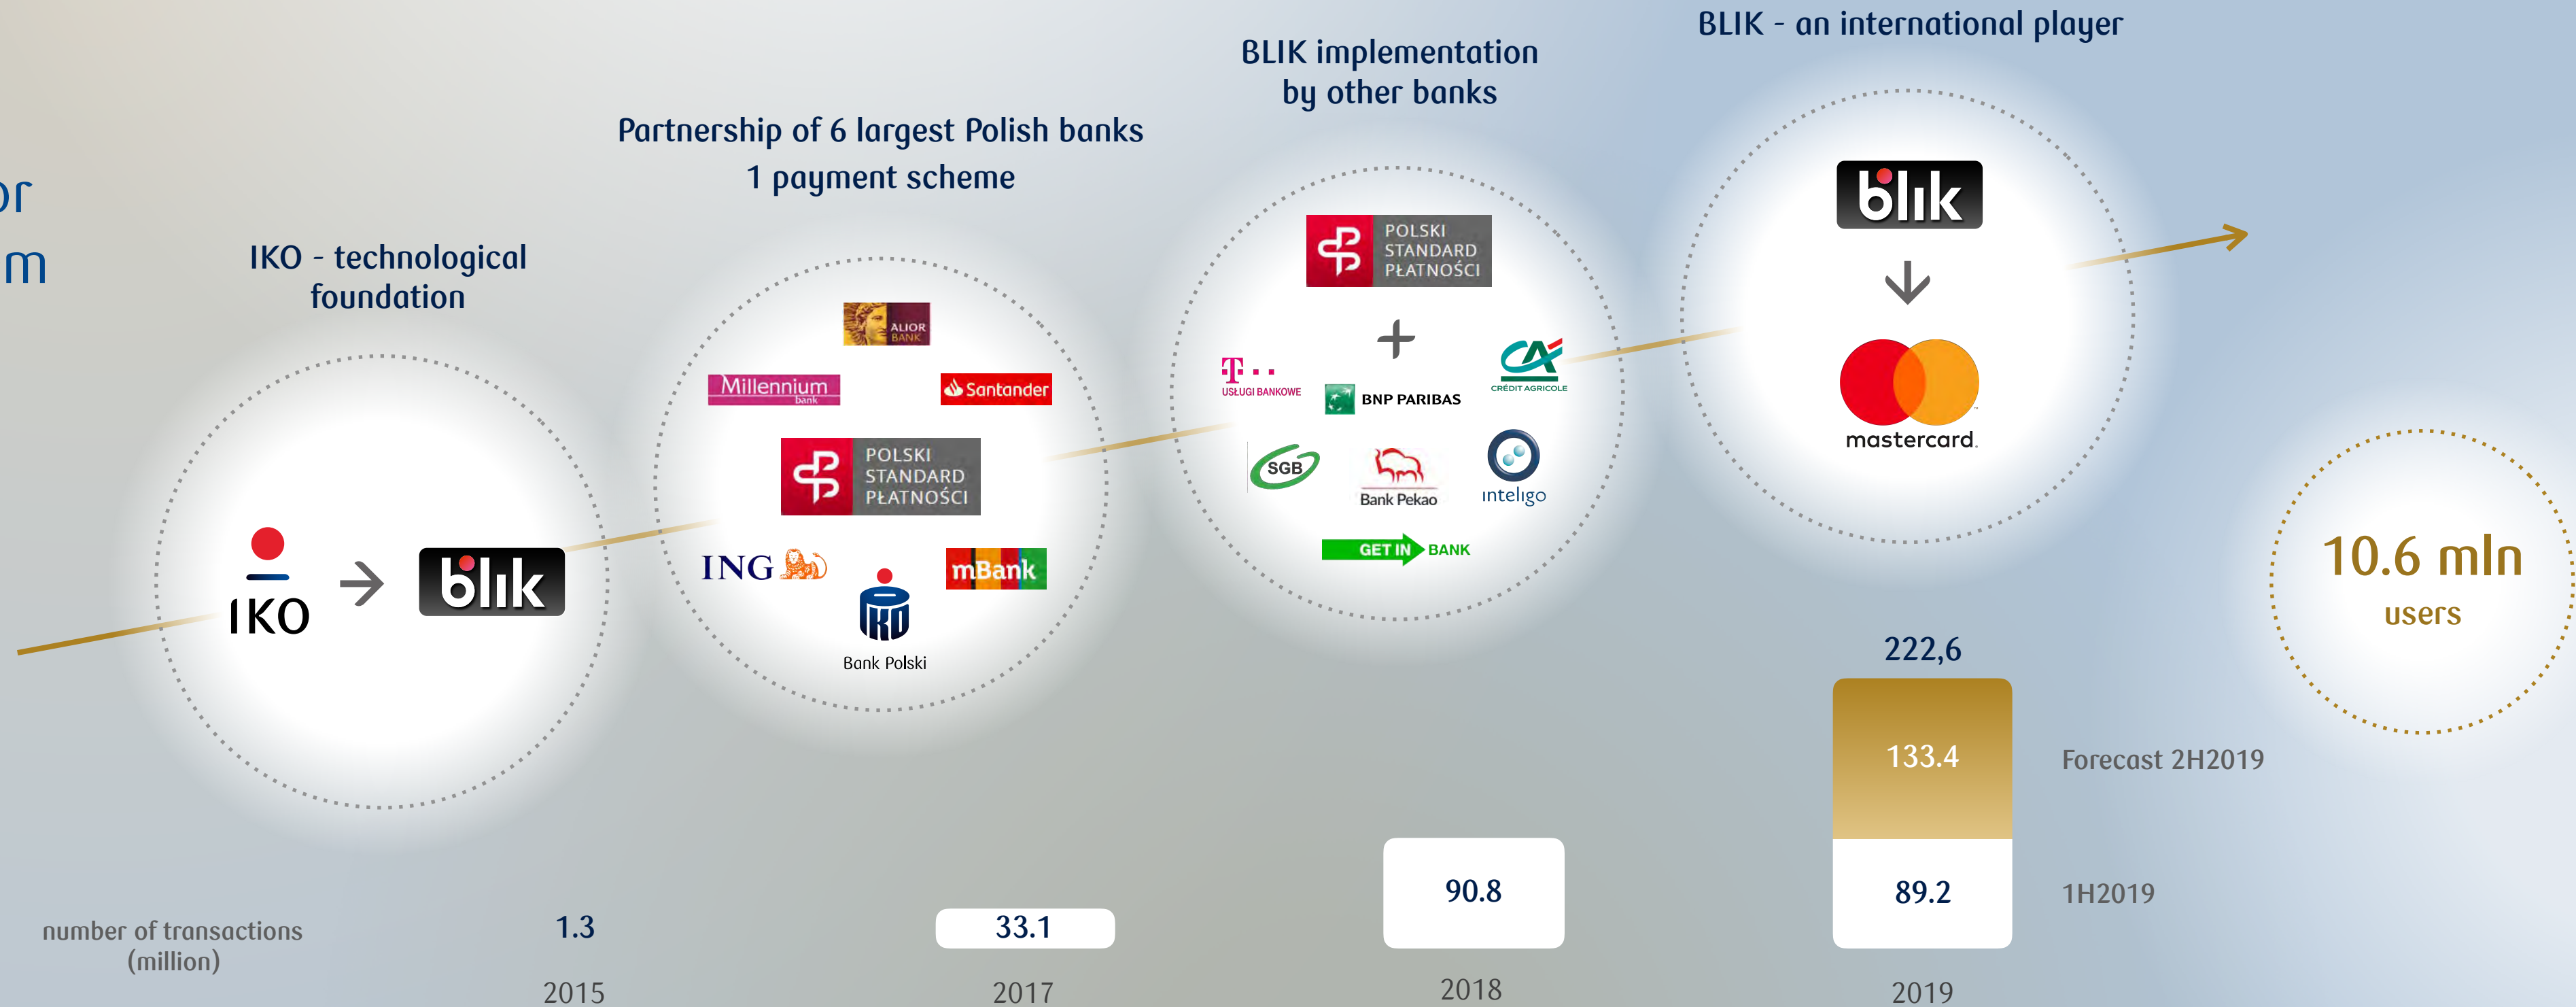 or
m
IKO - technological
foundation
IKO
blik
Partnership of 6 largest Polish banks
1 payment scheme
ALIOR
BANK
Millennium
bank
Santander
POLSKI
STANDARD
PŁATNOŚCI
ING
mBank
Bank Polski
BLIK implementation
by other banks
POLSKI
STANDARD
PŁATNOŚCI
T
USŁUGI BANKOWE
BNP PARIBAS
CA
CRÉDIT AGRICOLE
SGB
Bank Pekao
inteligo
GET IN BANK
BLIK - an international player
blik
mastercard.
10.6 mln
users
222,6
133.4
Forecast 2H2019
89.2
1H2019
90.8
33.1
1.3
number of transactions
(million)
2015
2017
2018
2019